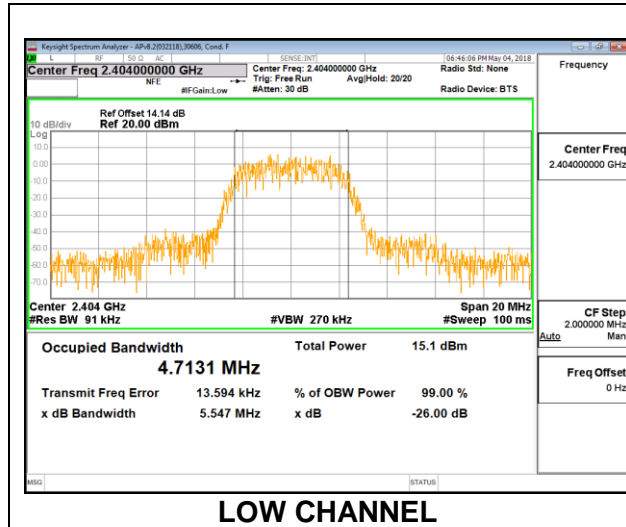 Keysight Spectrum Analyzer - APv8.2(032118),30606, Cond. F
L RF 50 Ω AC SENSE:INT 06:46:06 PM May 04, 2018
Center Freq 2.404000000 GHz Center Freq: 2.404000000 GHz Radio Std: None
NFE Trig: Free Run Avg|Hold: 20/20
#IFGain:Low #Atten: 30 dB Radio Device: BTS
Frequency
Ref Offset 14.14 dB
10 dB/div Ref 20.00 dBm
Log
10.0
0.00
-10.0
-20.0
-30.0
-40.0
-50.0
-60.0
-70.0
Center 2.404 GHz Span 20 MHz
#Res BW 91 kHz #VBW 270 kHz #Sweep 100 ms
Occupied Bandwidth Total Power 15.1 dBm
4.7131 MHz
Transmit Freq Error 13.594 kHz % of OBW Power 99.00 %
x dB Bandwidth 5.547 MHz x dB -26.00 dB
Center Freq
2.404000000 GHz
CF Step
2.000000 MHz
Auto Man
Freq Offset
0 Hz
MSG STATUS
LOW CHANNEL